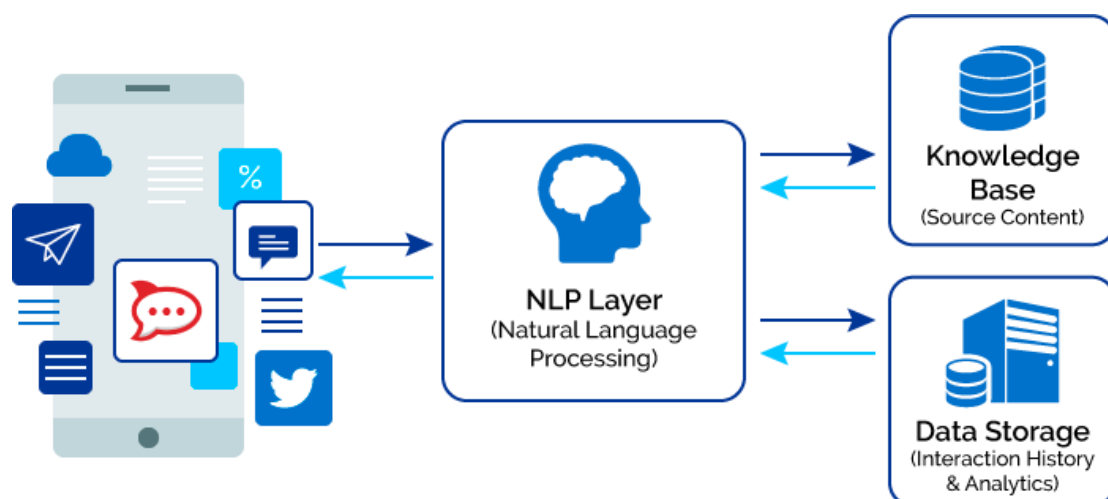 %
NLP Layer
(Natural Language
Processing)
Knowledge
Base
(Source Content)
Data Storage
(Interaction History
& Analytics)